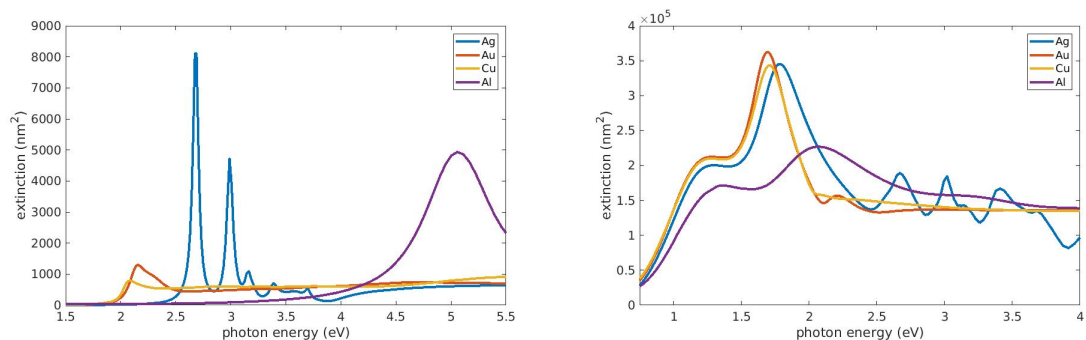 9000
8000
7000
6000
5000
4000
3000
2000
1000
0
1.5 2 2.5 3 3.5 4 4.5 5 5.5
photon energy (eV)
extinction (nm²)
Ag
Au
Cu
Al
×10⁵
4
3.5
3
2.5
2
1.5
1
0.5
0
1 1.5 2 2.5 3 3.5 4
photon energy (eV)
extinction (nm²)
Ag
Au
Cu
Al